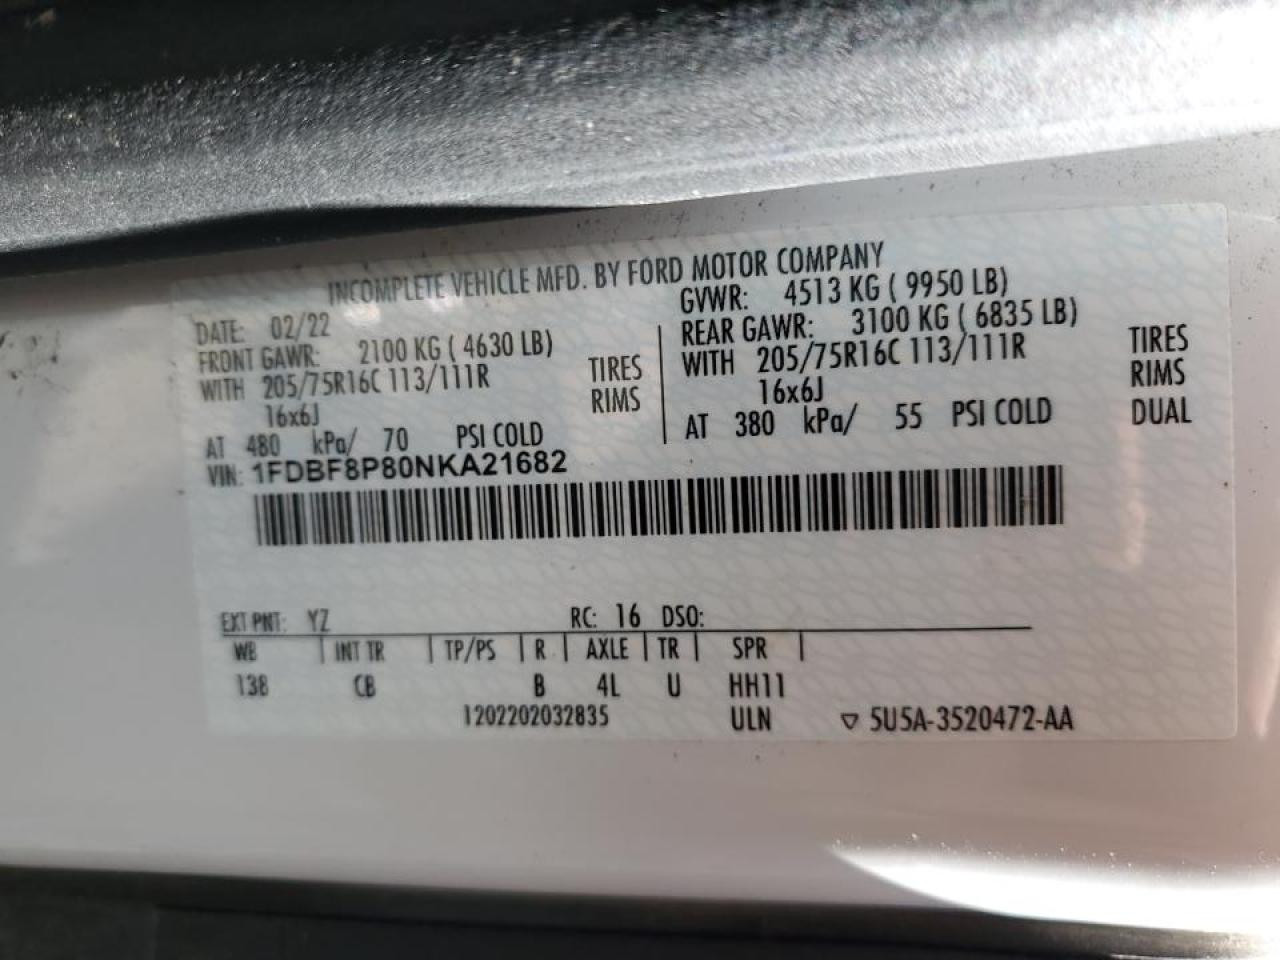 INCOMPLETE VEHICLE MFD. BY FORD MOTOR COMPANY
DATE: 02/22 GVWR: 4513 KG ( 9950 LB)
FRONT GAWR: 2100 KG ( 4630 LB) REAR GAWR: 3100 KG ( 6835 LB)
WITH 205/75R16C 113/111R TIRES WITH 205/75R16C 113/111R TIRES
16x6J RIMS 16x6J RIMS
AT 480 kPa/ 70 PSI COLD AT 380 kPa/ 55 PSI COLD DUAL
VIN: 1FDBF8P80NKA21682
EXT PNT: YZ RC: 16 DSO:
WB | INT TR | TP/PS | R | AXLE | TR | SPR |
138 CB B 4L U HH11
1202202032835 ULN ▽ 5U5A-3520472-AA